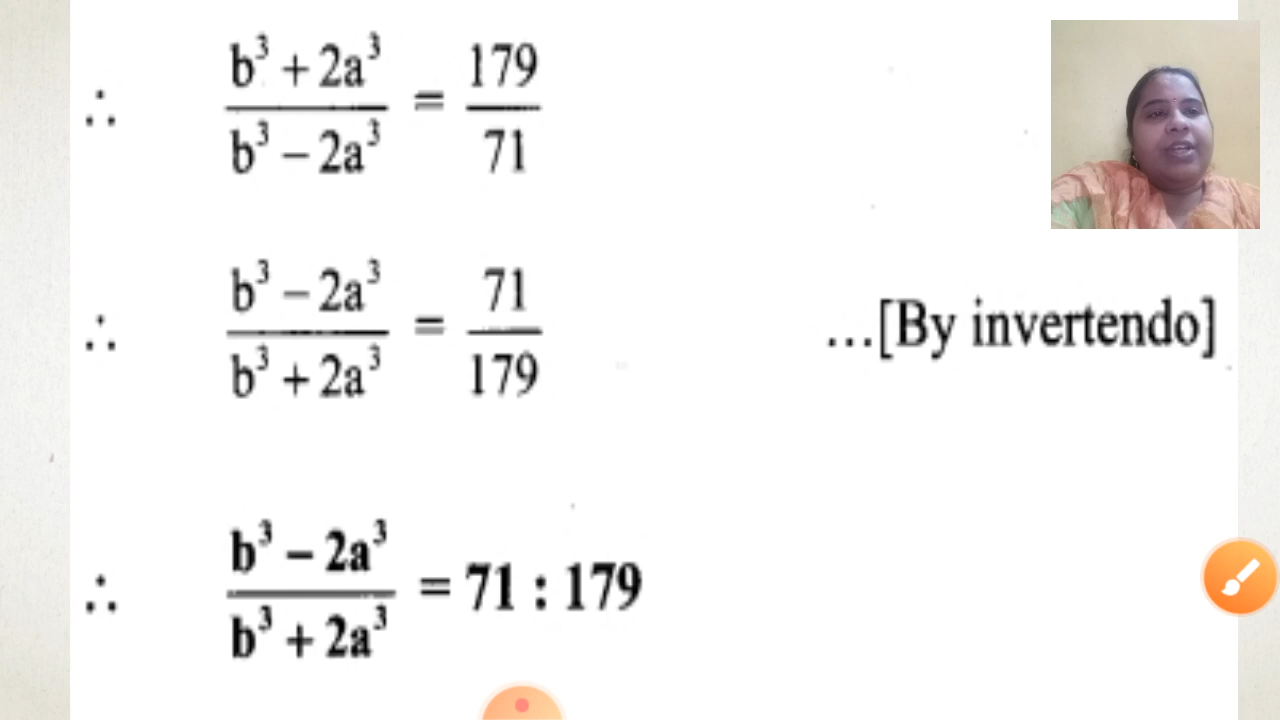 ∴ b³ + 2a³ / b³ − 2a³ = 179 / 71
∴ b³ − 2a³ / b³ + 2a³ = 71 / 179 ...[By invertendo]
∴ b³ − 2a³ / b³ + 2a³ = 71 : 179